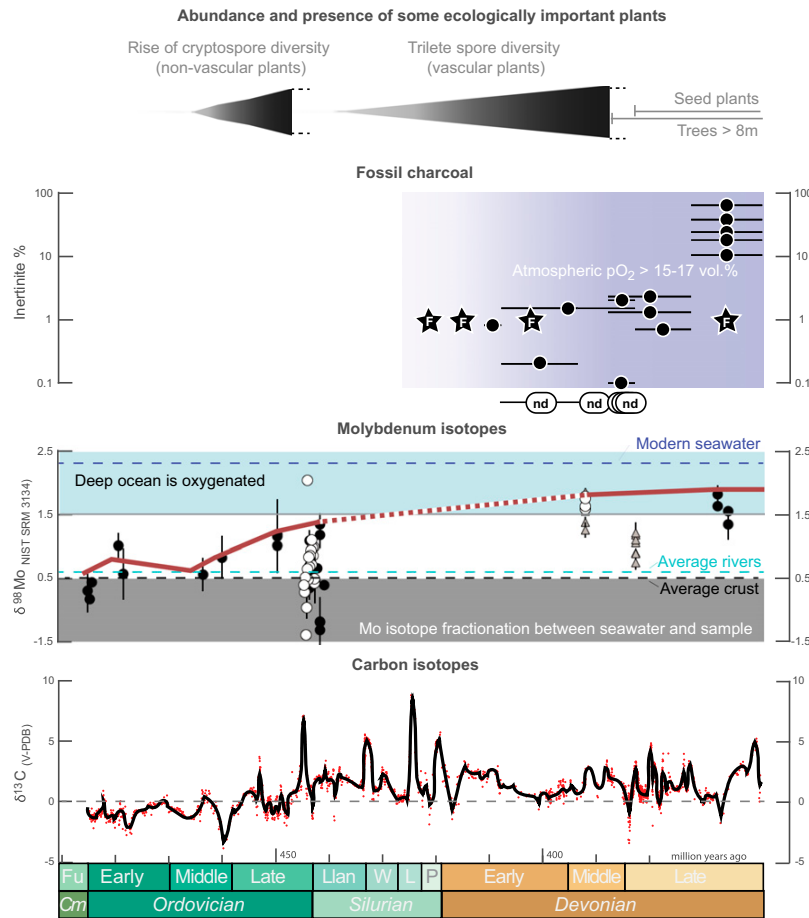 Abundance and presence of some ecologically important plants
Rise of cryptospore diversity
(non-vascular plants)
Trilete spore diversity
(vascular plants)
Seed plants
Trees > 8m
Fossil charcoal
100
10
1
0.1
Inertinite %
100
10
1
0.1
Atmospheric pO2 > 15-17 vol.%
F
F
F
F
nd
nd
nd
Molybdenum isotopes
2.5
1.5
0.5
-1.5
δ 98Mo NIST SRM 3134)
2.5
1.5
0.5
-1.5
Modern seawater
Deep ocean is oxygenated
Average rivers
Average crust
Mo isotope fractionation between seawater and sample
Carbon isotopes
10
5
0
-5
δ13C (V-PDB)
10
5
0
-5
450
400
million years ago
Fu
Early
Middle
Late
Llan
W
L
P
Early
Middle
Late
Cm
Ordovician
Silurian
Devonian